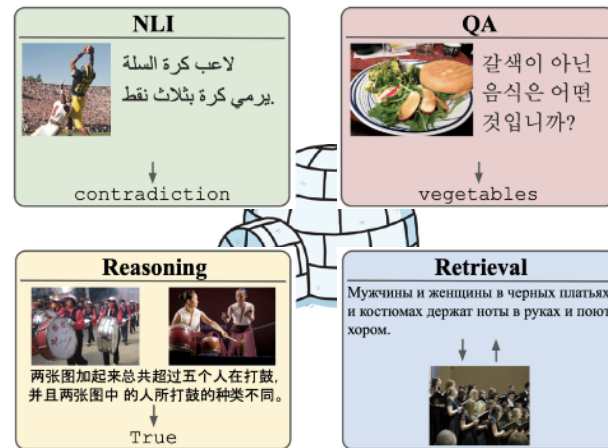 NLI
لاعب كرة السلة
يرمي كرة بثلاث نقط.
contradiction
QA
갈색이 아닌
음식은 어떤
것입니까?
vegetables
Reasoning
两张图加起来总共超过五个人在打鼓,
并且两张图中 的人所打鼓的种类不同。
True
Retrieval
Мужчины и женщины в черных платьях
и костюмах держат ноты в руках и поют
хором.